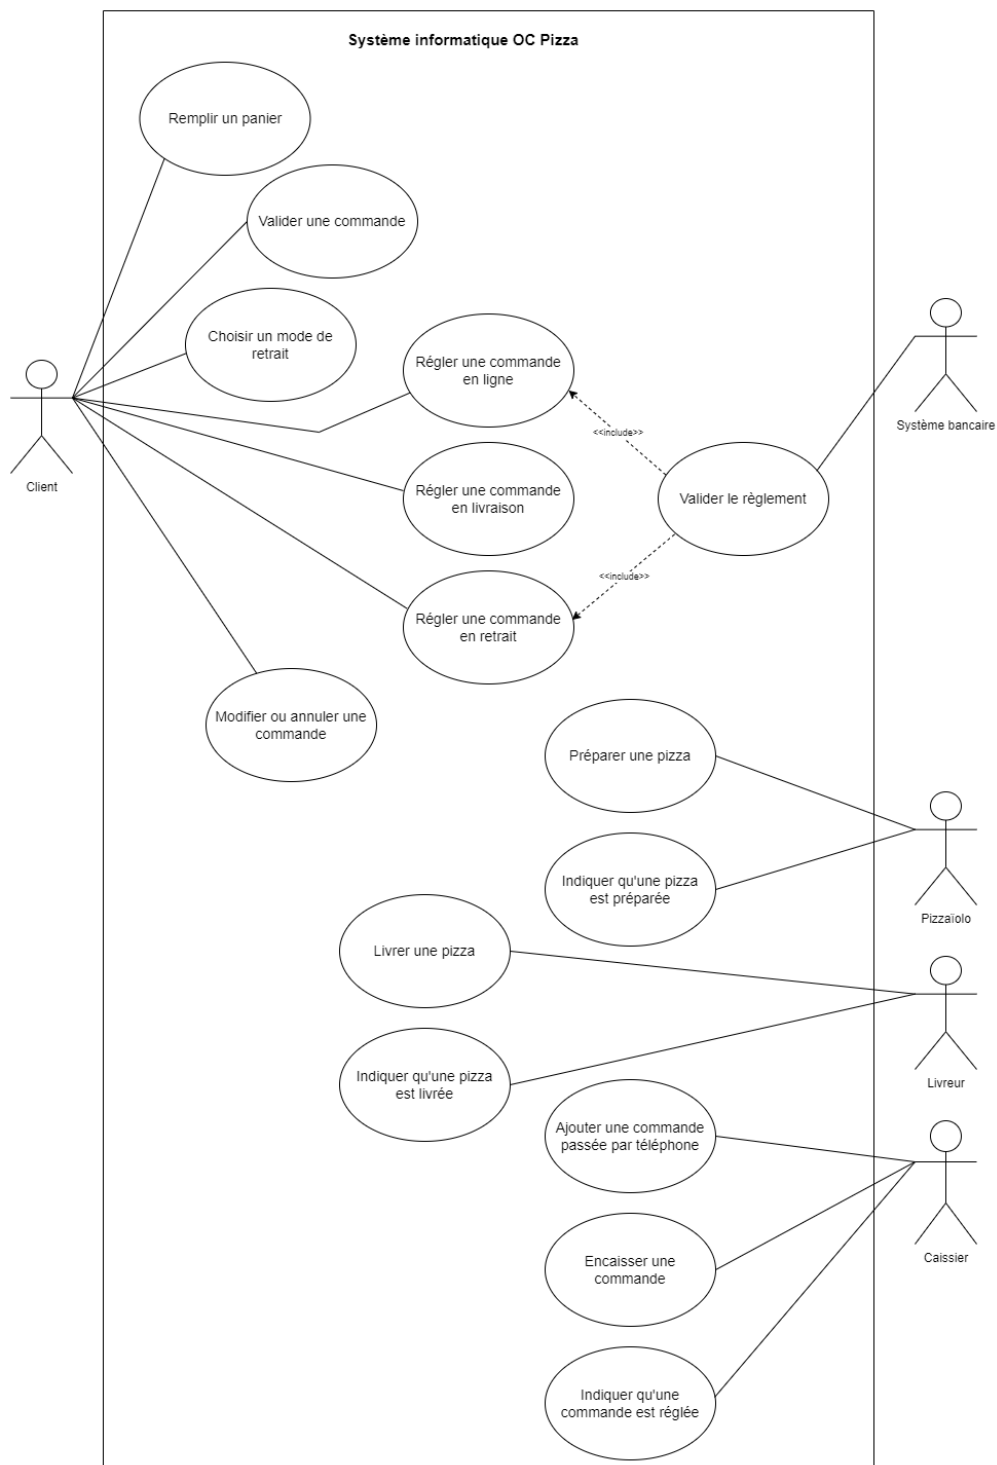 Système informatique OC Pizza
Remplir un panier
Valider une commande
Choisir un mode de
retrait
Régler une commande
en ligne
<<include>>
Système bancaire
Client
Régler une commande
en livraison
Valider le règlement
<<include>>
Régler une commande
en retrait
Modifier ou annuler une
commande
Préparer une pizza
Indiquer qu'une pizza
est préparée
Pizzaïolo
Livrer une pizza
Indiquer qu'une pizza
est livrée
Livreur
Ajouter une commande
passée par téléphone
Encaisser une
commande
Caissier
Indiquer qu'une
commande est réglée